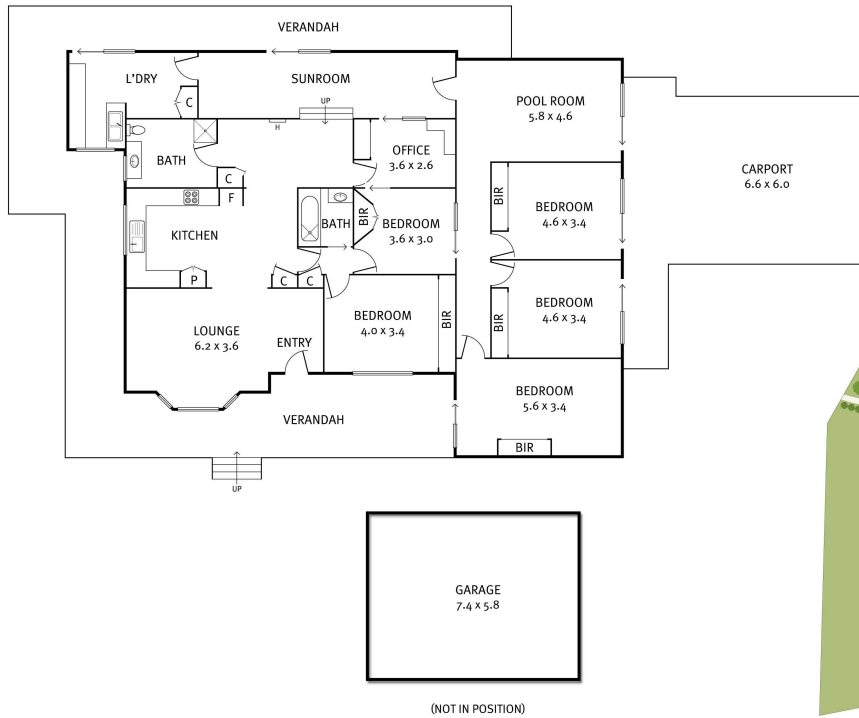 VERANDAH
L'DRY
SUNROOM
C
UP
H
POOL ROOM
5.8 x 4.6
BATH
OFFICE
3.6 x 2.6
CARPORT
6.6 x 6.0
C
F
BIR
BEDROOM
4.6 x 3.4
KITCHEN
BATH
BIR
BEDROOM
3.6 x 3.0
P
C
C
BIR
BEDROOM
4.6 x 3.4
LOUNGE
6.2 x 3.6
ENTRY
BEDROOM
4.0 x 3.4
BIR
BEDROOM
5.6 x 3.4
BIR
VERANDAH
UP
GARAGE
7.4 x 5.8
(NOT IN POSITION)